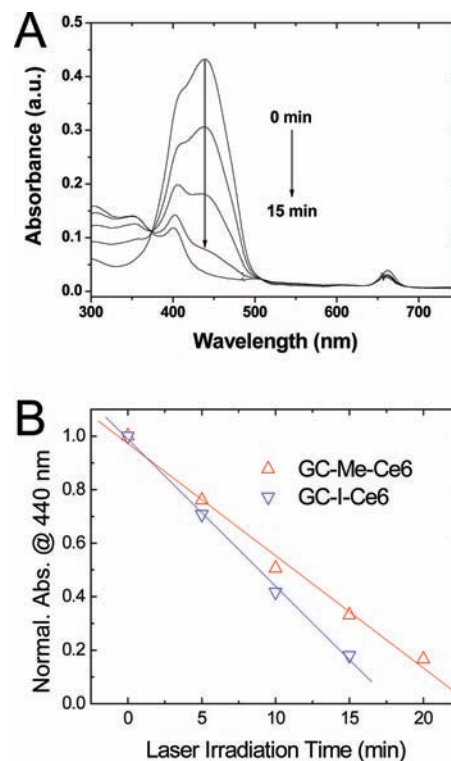 A
Absorbance (a.u.)
0.5
0.4
0.3
0.2
0.1
0.0
0 min
15 min
300 400 500 600 700
Wavelength (nm)
B
Normal. Abs. @ 440 nm
1.0
0.8
0.6
0.4
0.2
GC-Me-Ce6
GC-I-Ce6
0 5 10 15 20
Laser Irradiation Time (min)